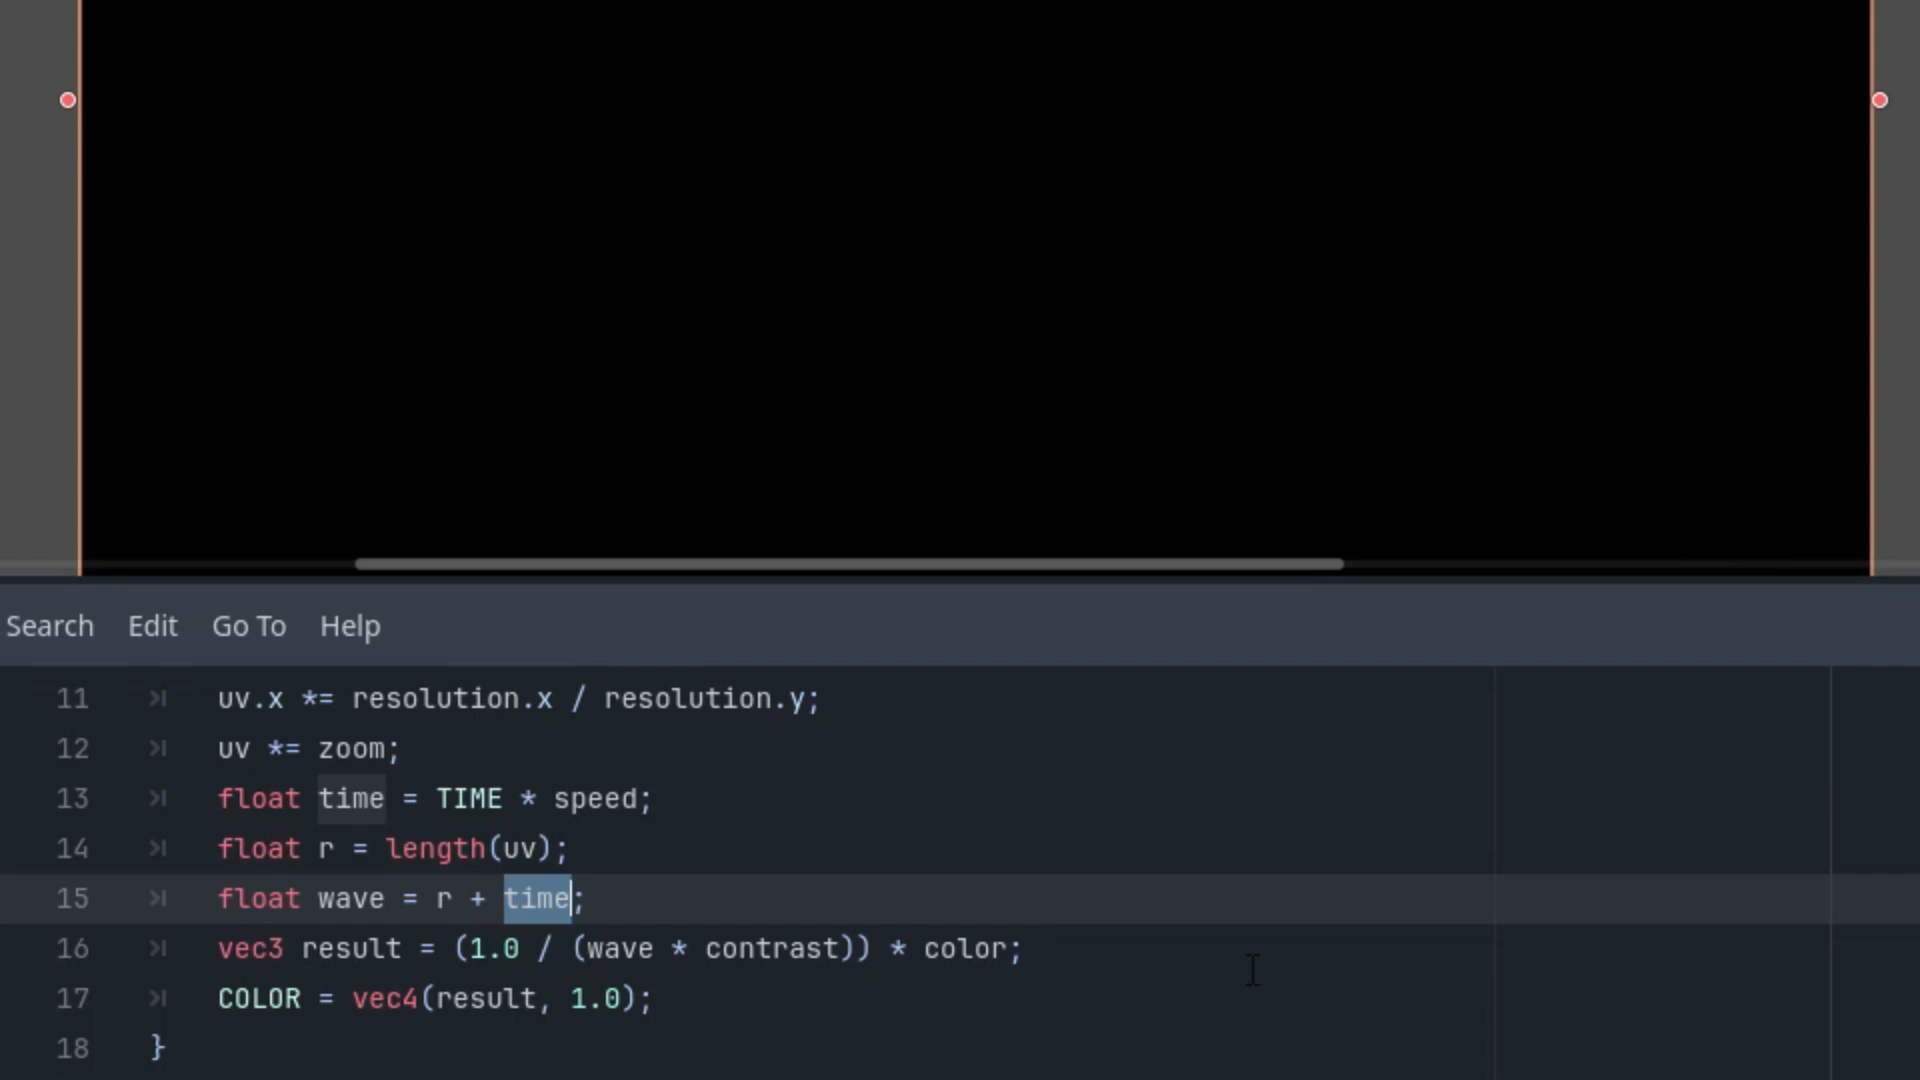 Search Edit Go To Help
11 uv.x *= resolution.x / resolution.y;
12 uv *= zoom;
13 float time = TIME * speed;
14 float r = length(uv);
15 float wave = r + time;
16 vec3 result = (1.0 / (wave * contrast)) * color;
17 COLOR = vec4(result, 1.0);
18 }